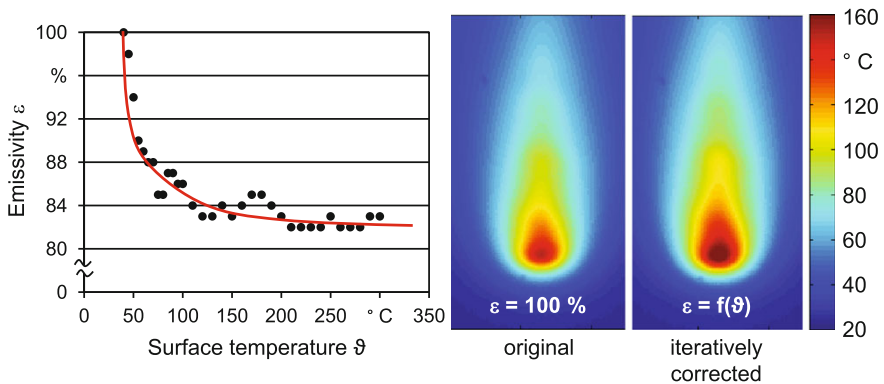 Emissivity ε
100
%
92
88
84
80
0
0 50 100 150 200 250 ° C 350
Surface temperature ϑ
ε = 100 %
original
ε = f(ϑ)
iteratively
corrected
160
° C
120
100
80
60
40
20